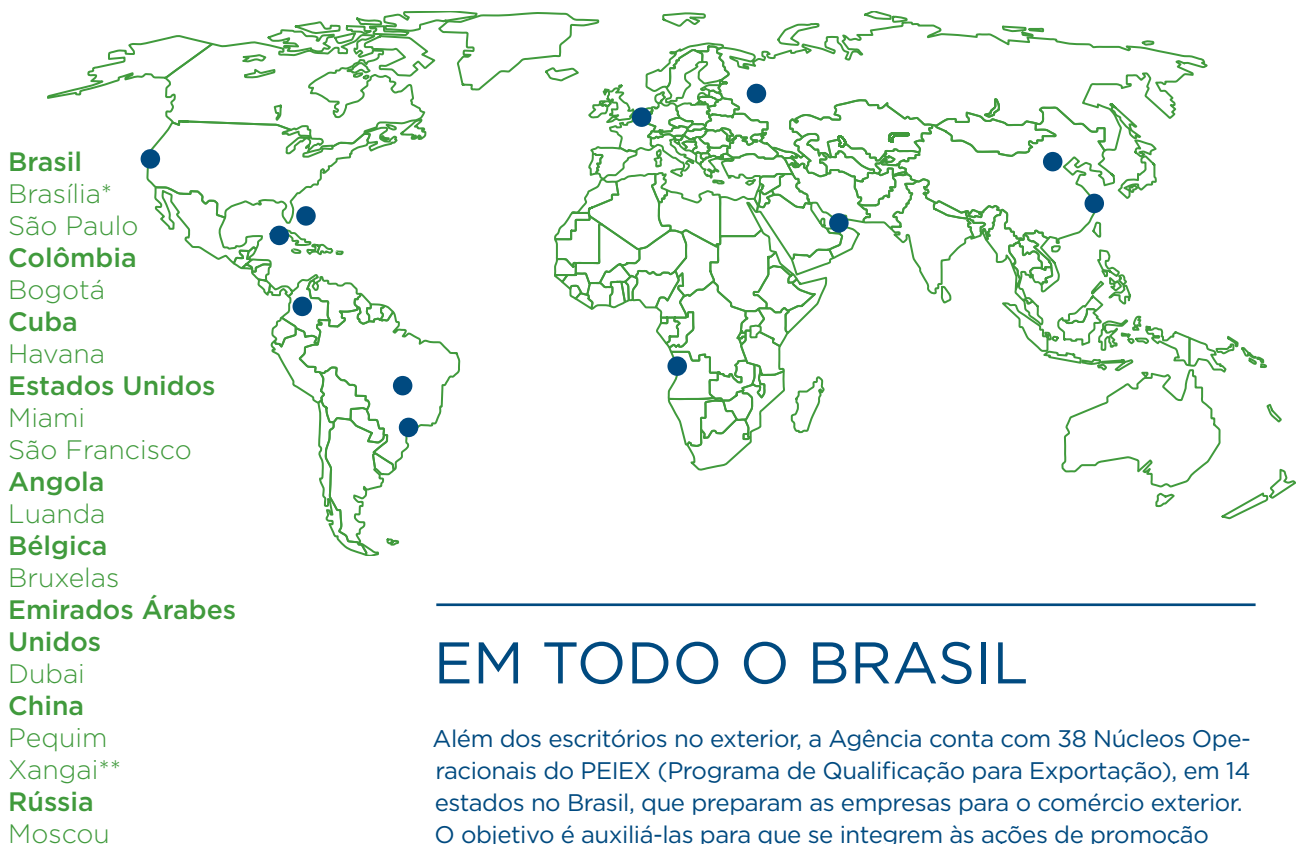 Brasil
Brasília*
São Paulo
Colômbia
Bogotá
Cuba
Havana
Estados Unidos
Miami
São Francisco
Angola
Luanda
Bélgica
Bruxelas
Emirados Árabes
Unidos
Dubai
China
Pequim
Xangai**
Rússia
Moscou
EM TODO O BRASIL
Além dos escritórios no exterior, a Agência conta com 38 Núcleos Ope-
racionais do PEIEX (Programa de Qualificação para Exportação), em 14
estados no Brasil, que preparam as empresas para o comércio exterior.
O objetivo é auxiliá-las para que se integrem às ações de promoção